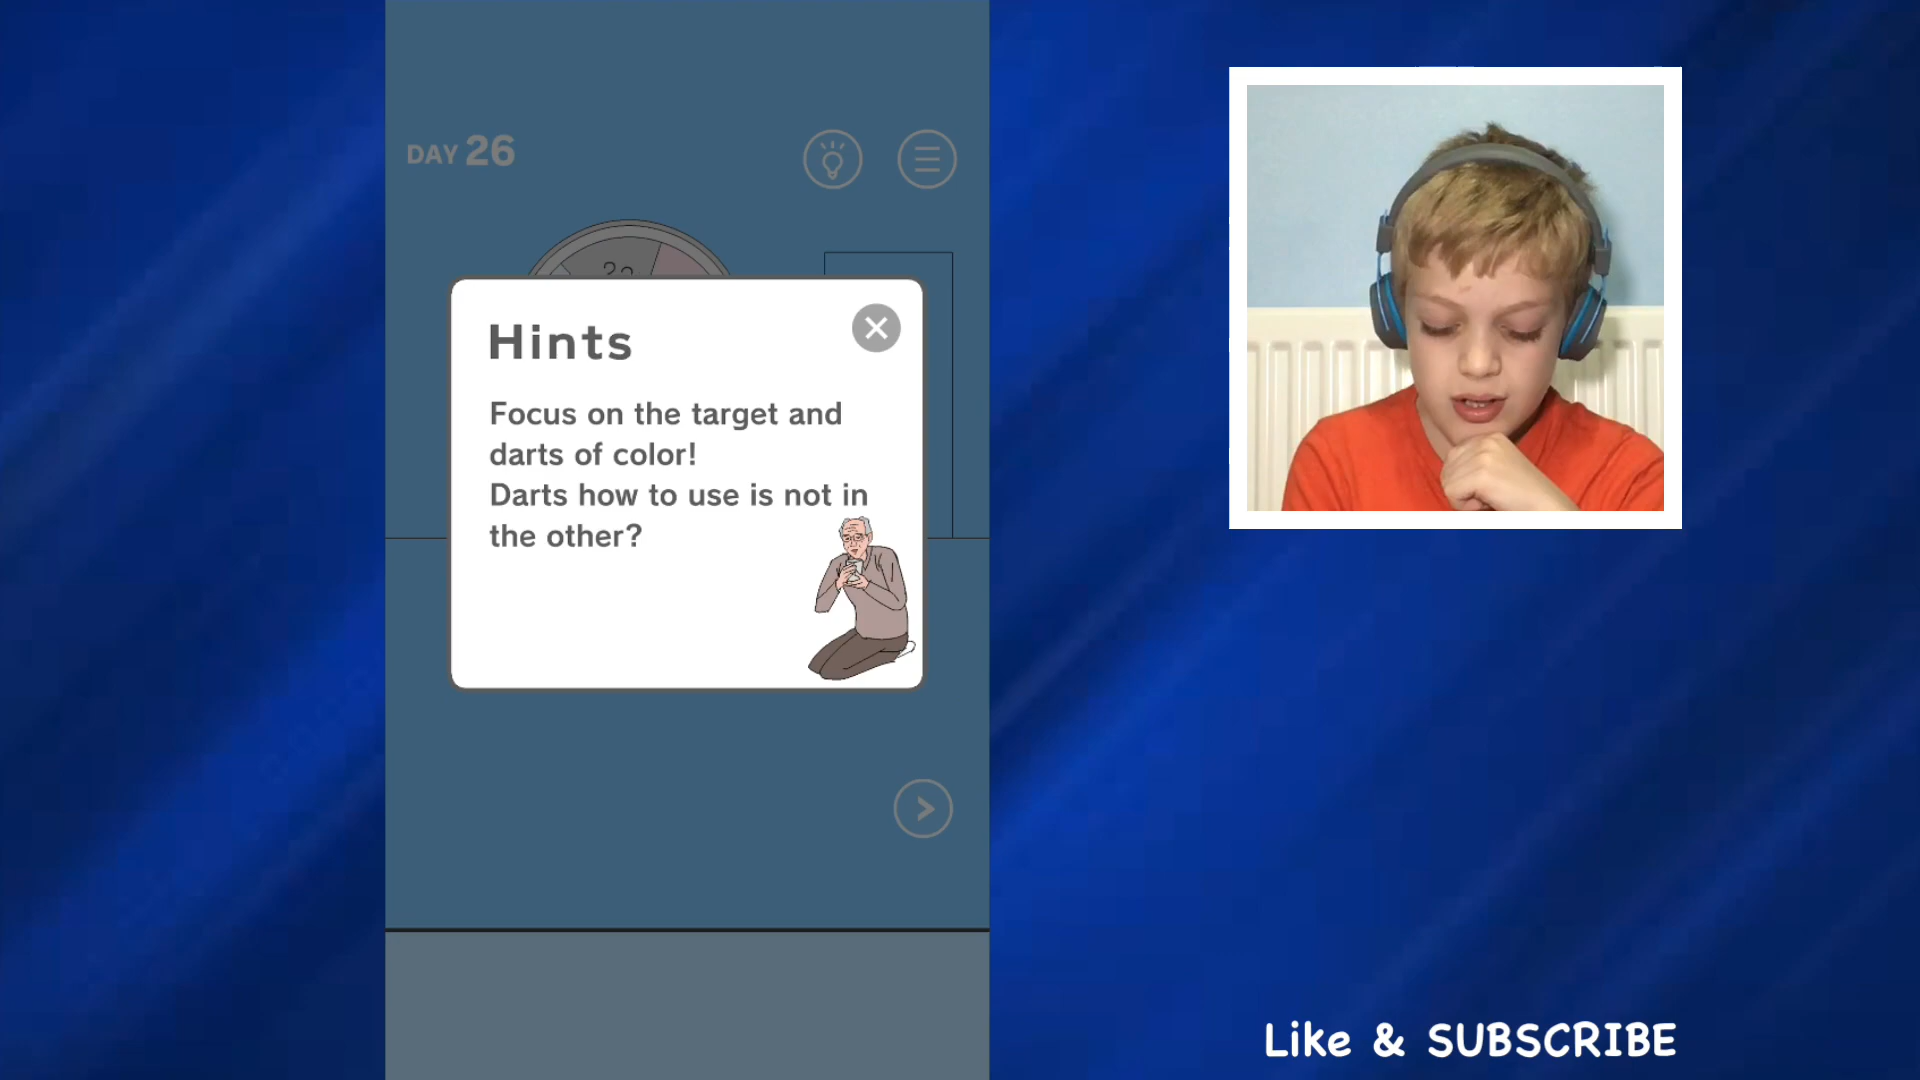 DAY 26
Hints
Focus on the target and
darts of color!
Darts how to use is not in
the other?
Like & SUBSCRIBE